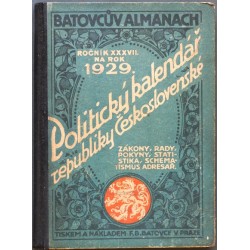 BATOVCŮV ALMANACH
ROČNÍK XXXVII.
NA ROK
1929.
Politický kalendář
republiky Československé
ZÁKONY, RADY,
POKYNY, STATI-
STIKA, SCHEMA-
TISMUS ADRESÁŘ.
TISKEM A NÁKLADEM F. B. BATOVCE V PRAZE